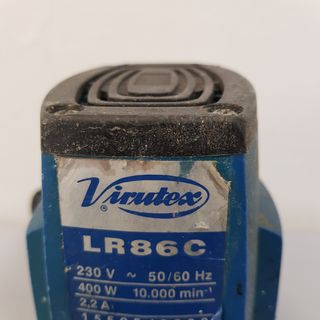 Virutex
®
LR86C
230 V ~ 50/60 Hz
400 W 10.000 min⁻¹
2,2 A